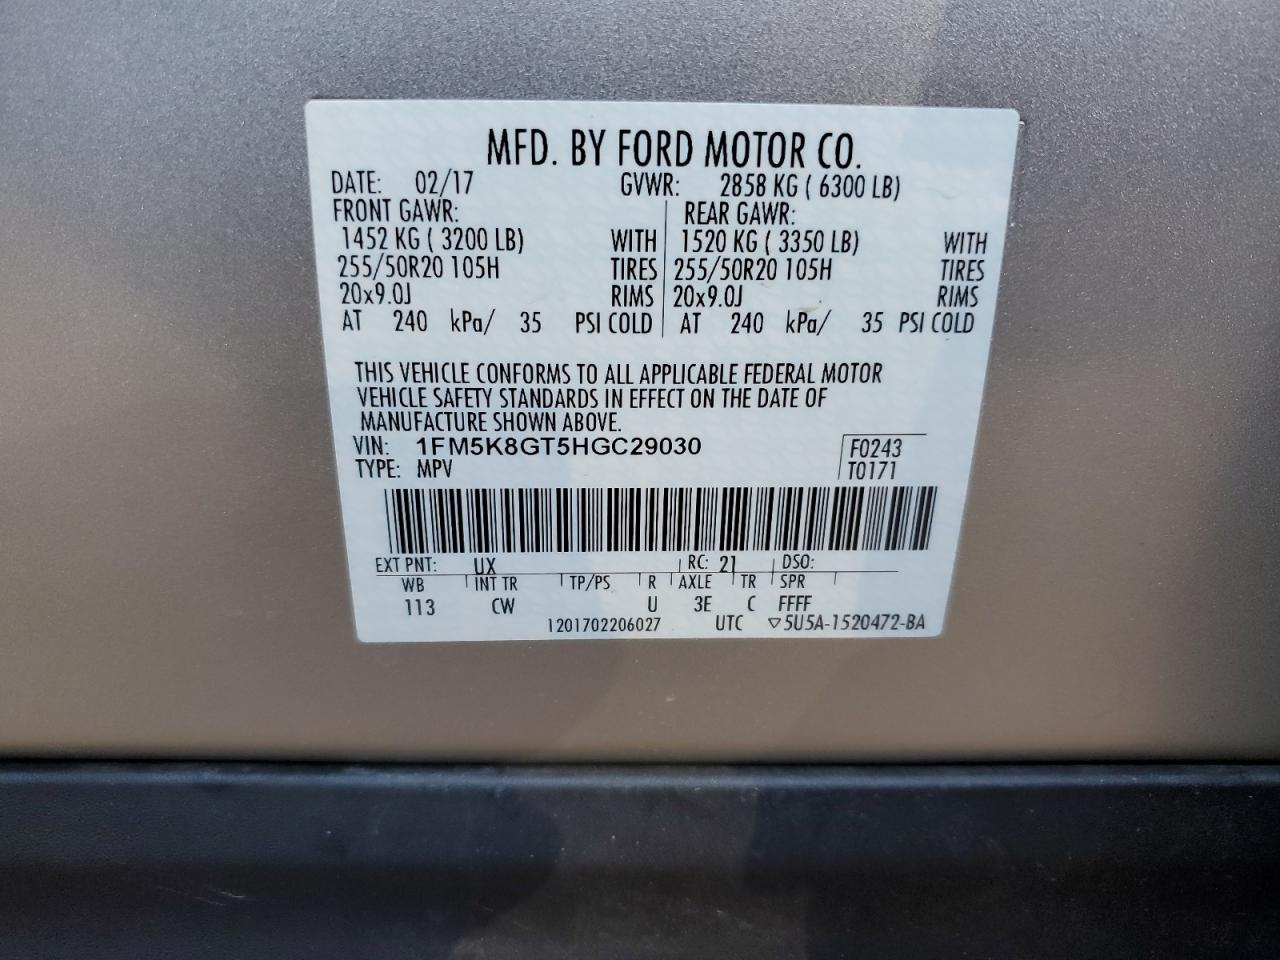 MFD. BY FORD MOTOR CO.
DATE: 02/17 GVWR: 2858 KG ( 6300 LB)
FRONT GAWR: REAR GAWR:
1452 KG ( 3200 LB) WITH 1520 KG ( 3350 LB) WITH
255/50R20 105H TIRES 255/50R20 105H TIRES
20x9.0J RIMS 20x9.0J RIMS
AT 240 kPa/ 35 PSI COLD AT 240 kPa/ 35 PSI COLD
THIS VEHICLE CONFORMS TO ALL APPLICABLE FEDERAL MOTOR
VEHICLE SAFETY STANDARDS IN EFFECT ON THE DATE OF
MANUFACTURE SHOWN ABOVE.
VIN: 1FM5K8GT5HGC29030 F0243
TYPE: MPV T0171
EXT PNT: UX RC: 21 DSO:
WB INT TR TP/PS R AXLE TR SPR
113 CW U 3E C FFFF
1201702206027 UTC ▽5U5A-1520472-BA